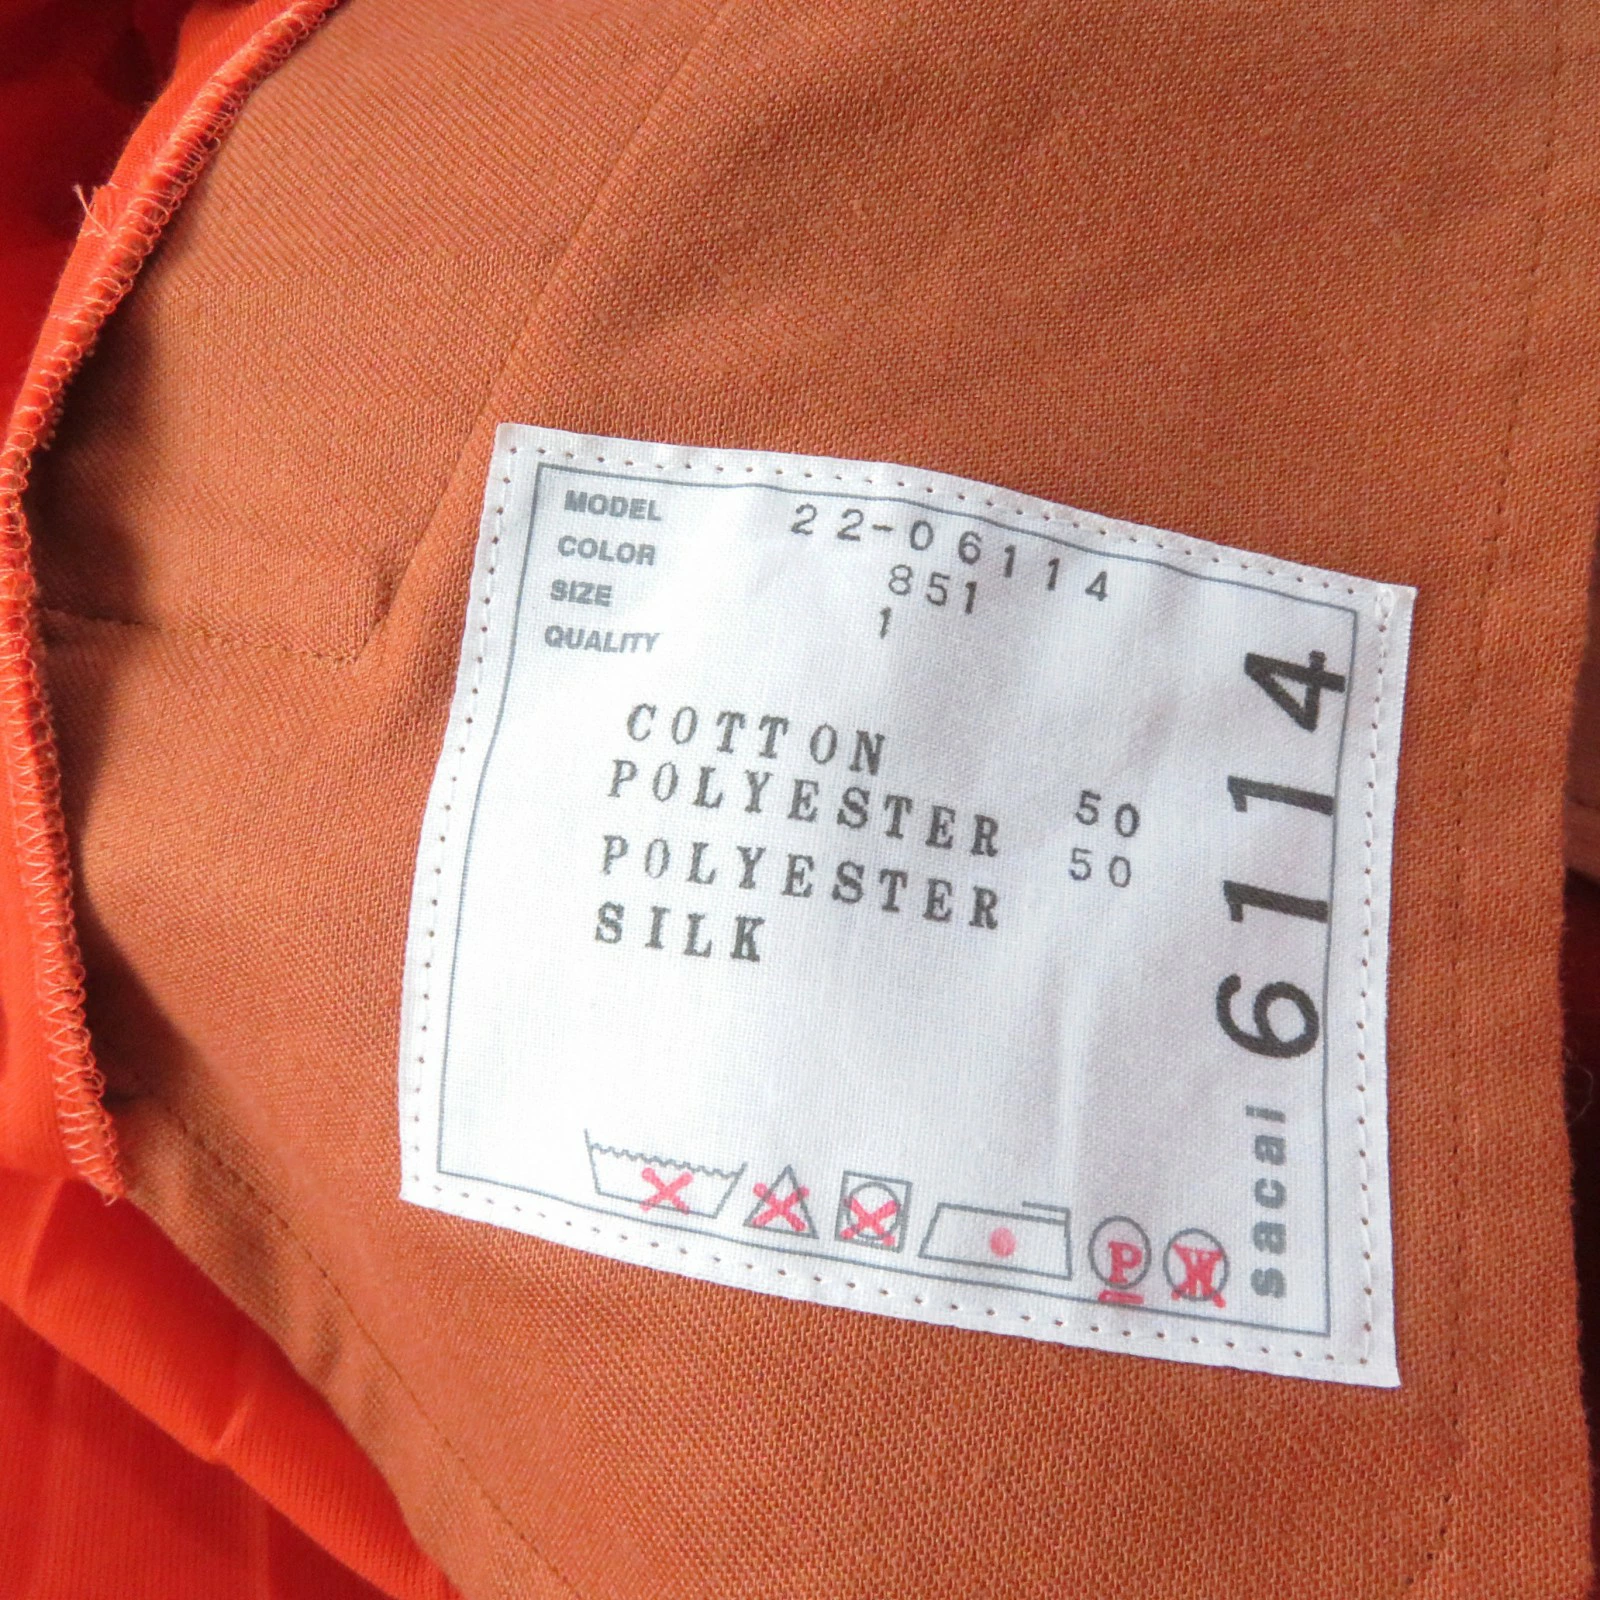 MODEL 22-06114
COLOR 851
SIZE 1
QUALITY
COTTON 50
POLYESTER 50
POLYESTER
SILK
P W
sacai 6114